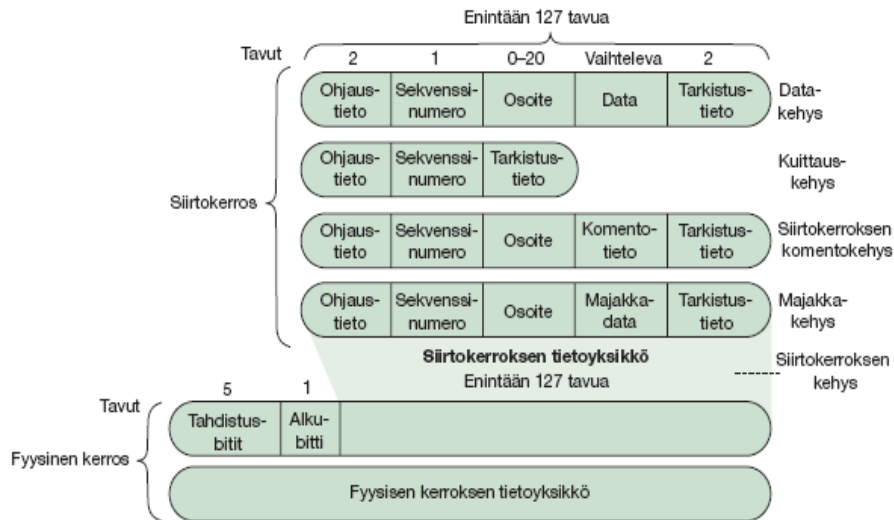 Enintään 127 tavua
Tavut 2 1 0–20 Vaihteleva 2
Ohjaus-
tieto
Sekvenssi-
numero
Osoite
Data
Tarkistus-
tieto
Data-
kehys
Ohjaus-
tieto
Sekvenssi-
numero
Tarkistus-
tieto
Kuittaus-
kehys
Siirtokerros
Ohjaus-
tieto
Sekvenssi-
numero
Osoite
Komento-
tieto
Tarkistus-
tieto
Siirtokerroksen
komentokehys
Ohjaus-
tieto
Sekvenssi-
numero
Osoite
Majakka-
data
Tarkistus-
tieto
Majakka-
kehys
Siirtokerroksen tietoyksikkö
Enintään 127 tavua
Siirtokerroksen
kehys
Tavut 5 1
Tahdistus-
bitit
Alku-
bitti
Fyysinen kerros
Fyysisen kerroksen tietoyksikkö